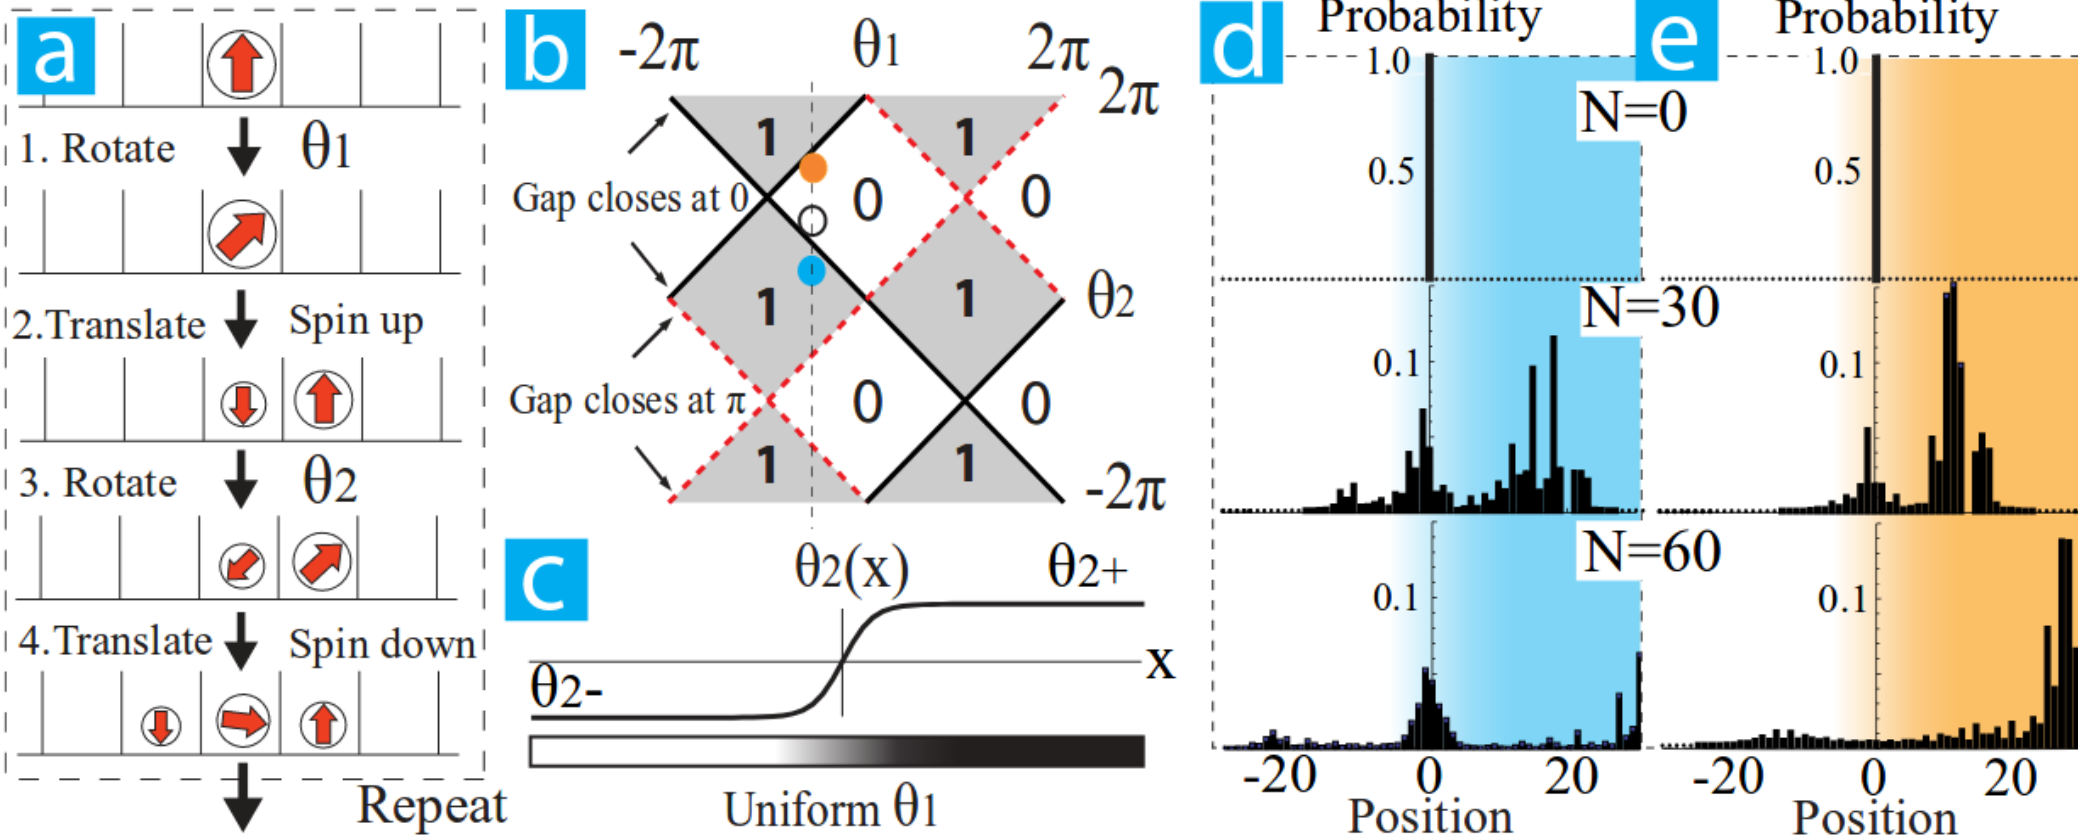 a
1. Rotate θ1
2.Translate Spin up
3. Rotate θ2
4.Translate Spin down
Repeat
b
-2π θ1 2π
2π
1 1
Gap closes at 0 0 0
1 1 θ2
Gap closes at π 0 0
1 1
-2π
c
θ2(x) θ2+
x
θ2-
Uniform θ1
d
Probability
1.0
N=0
0.5
N=30
0.1
N=60
0.1
-20 0 20
Position
e
Probability
1.0
0.5
0.1
0.1
-20 0 20
Position